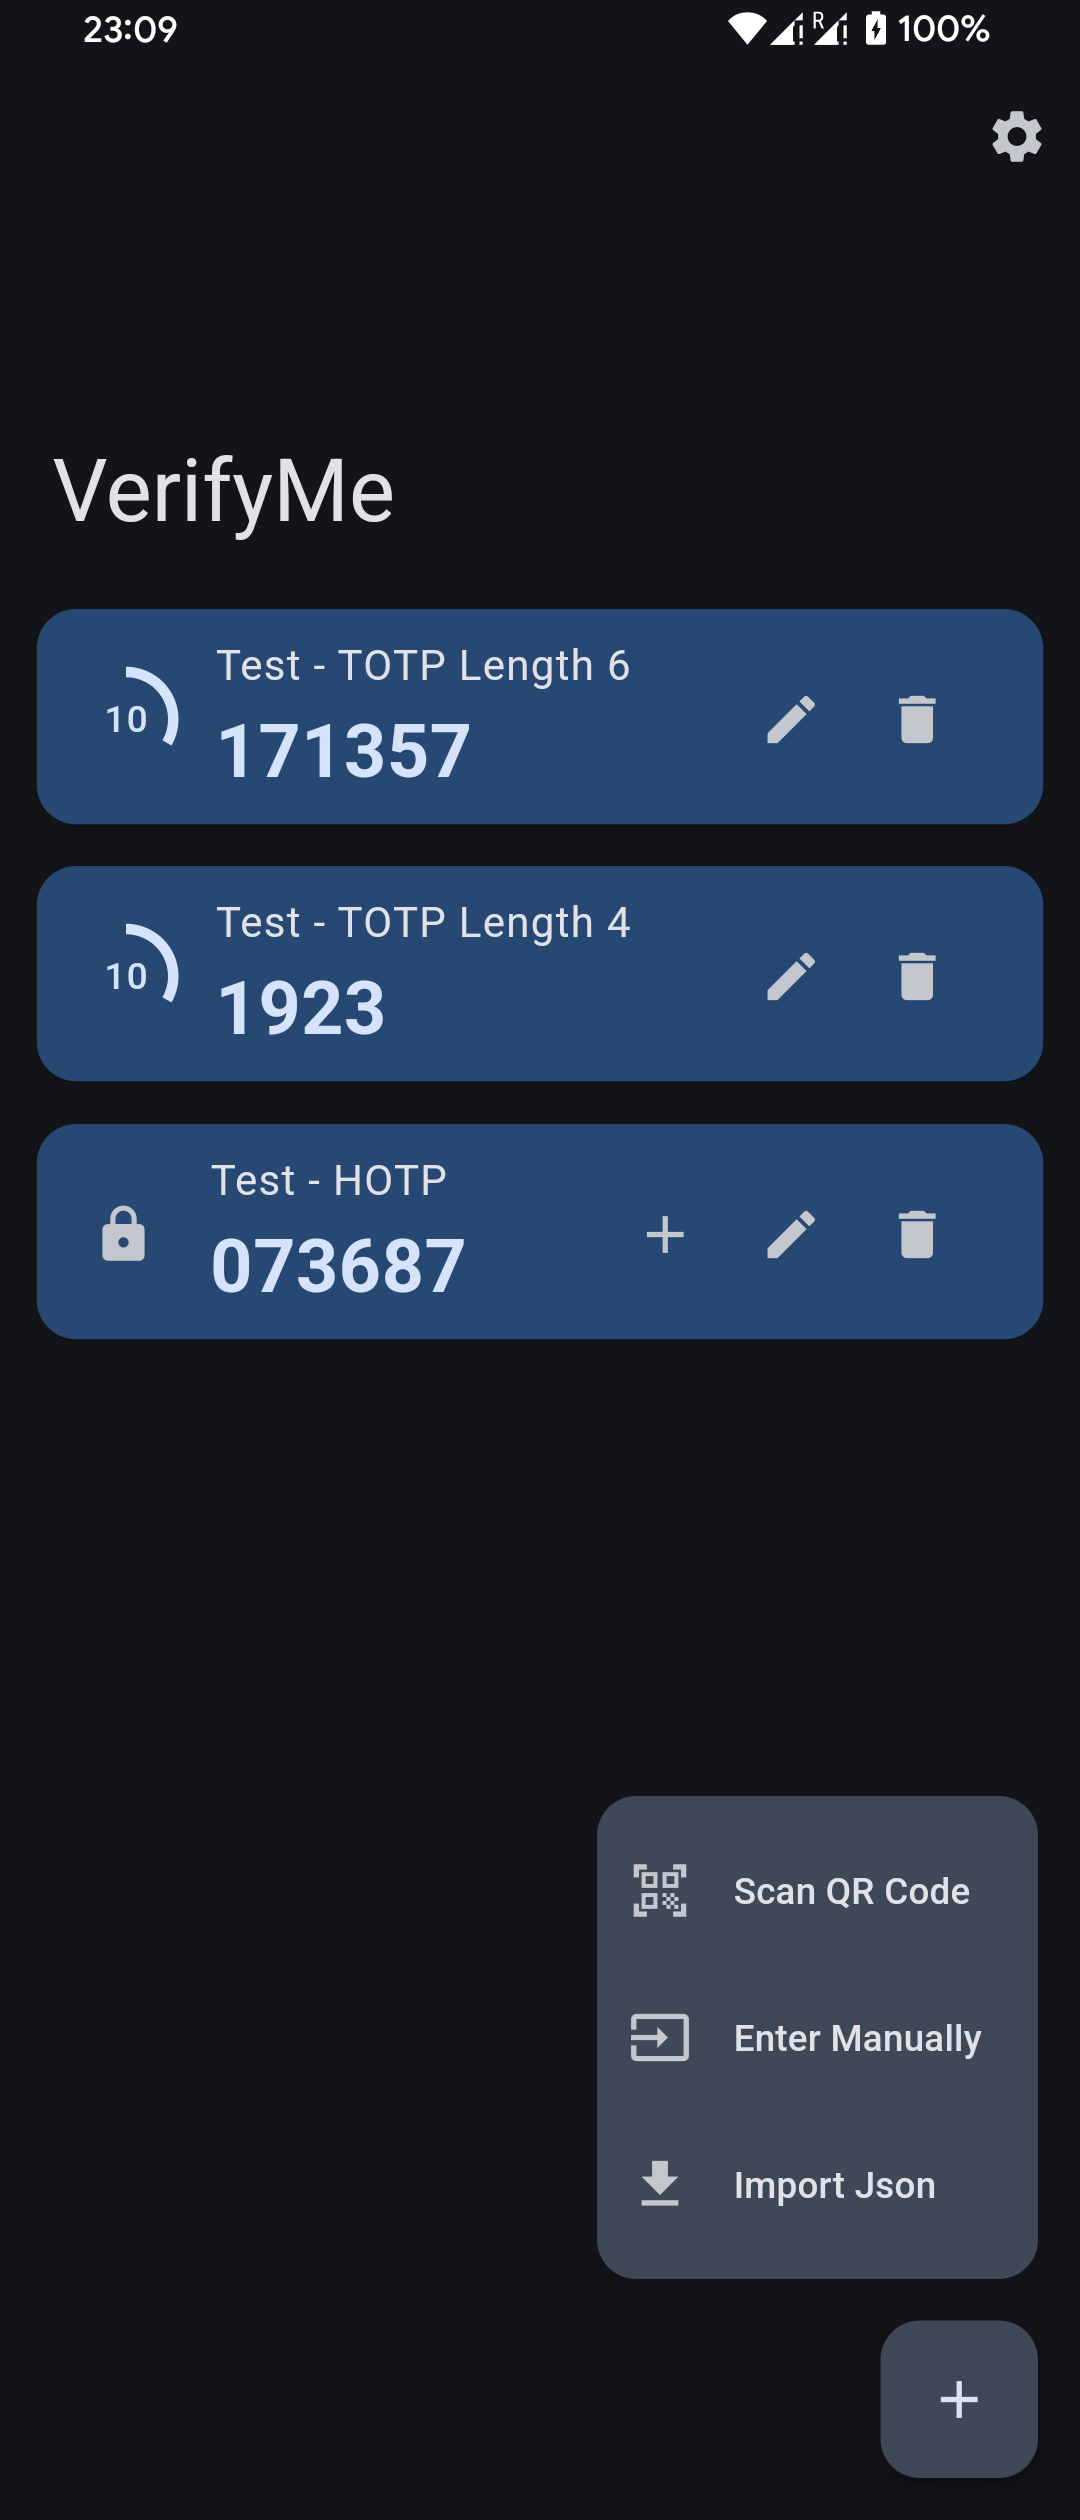 23:09
R
100%
VerifyMe
Test - TOTP Length 6
10
171357
Test - TOTP Length 4
10
1923
Test - HOTP
073687
Scan QR Code
Enter Manually
Import Json